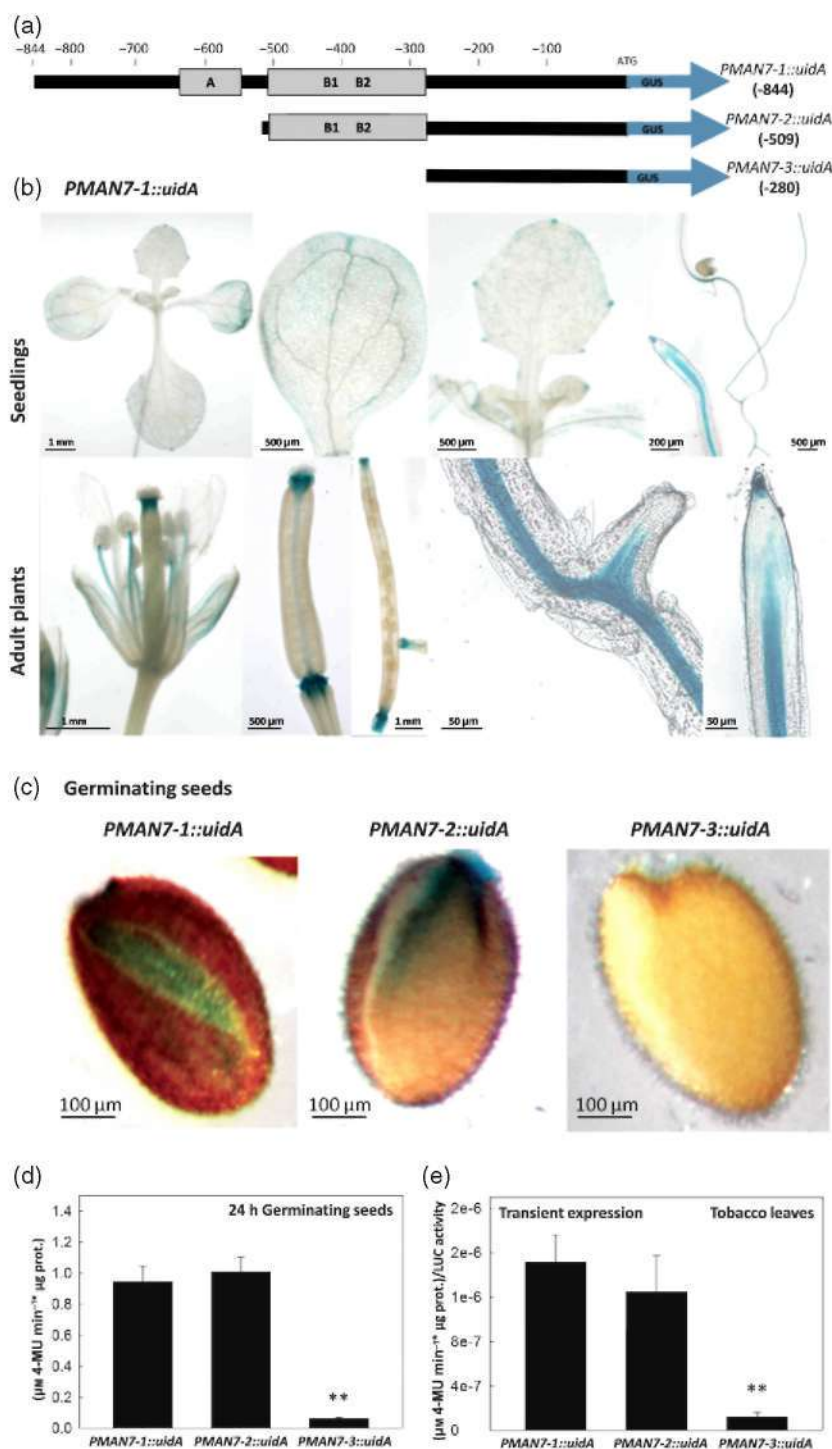 (a)
−844 −800 −700 −600 −500 −400 −300 −200 −100 ATG
A B1 B2 GUS PMAN7-1::uidA
(-844)
B1 B2 GUS PMAN7-2::uidA
(-509)
GUS PMAN7-3::uidA
(-280)
(b) PMAN7-1::uidA
Seedlings
1 mm 500 µm 500 µm 200 µm 500 µm
Adult plants
1 mm 500 µm 1 mm 50 µm 50 µm
(c) Germinating seeds
PMAN7-1::uidA PMAN7-2::uidA PMAN7-3::uidA
100 µm 100 µm 100 µm
(d)
24 h Germinating seeds
(µM 4-MU min⁻¹* µg prot.)
1.4
1.2
1.0
0.8
0.6
0.4
0.2
0.0
**
PMAN7-1::uidA PMAN7-2::uidA PMAN7-3::uidA
(e)
Transient expression Tobacco leaves
(µM 4-MU min⁻¹* µg prot.)/LUC activity
2e-6
2e-6
1e-6
8e-7
4e-7
0
**
PMAN7-1::uidA PMAN7-2::uidA PMAN7-3::uidA